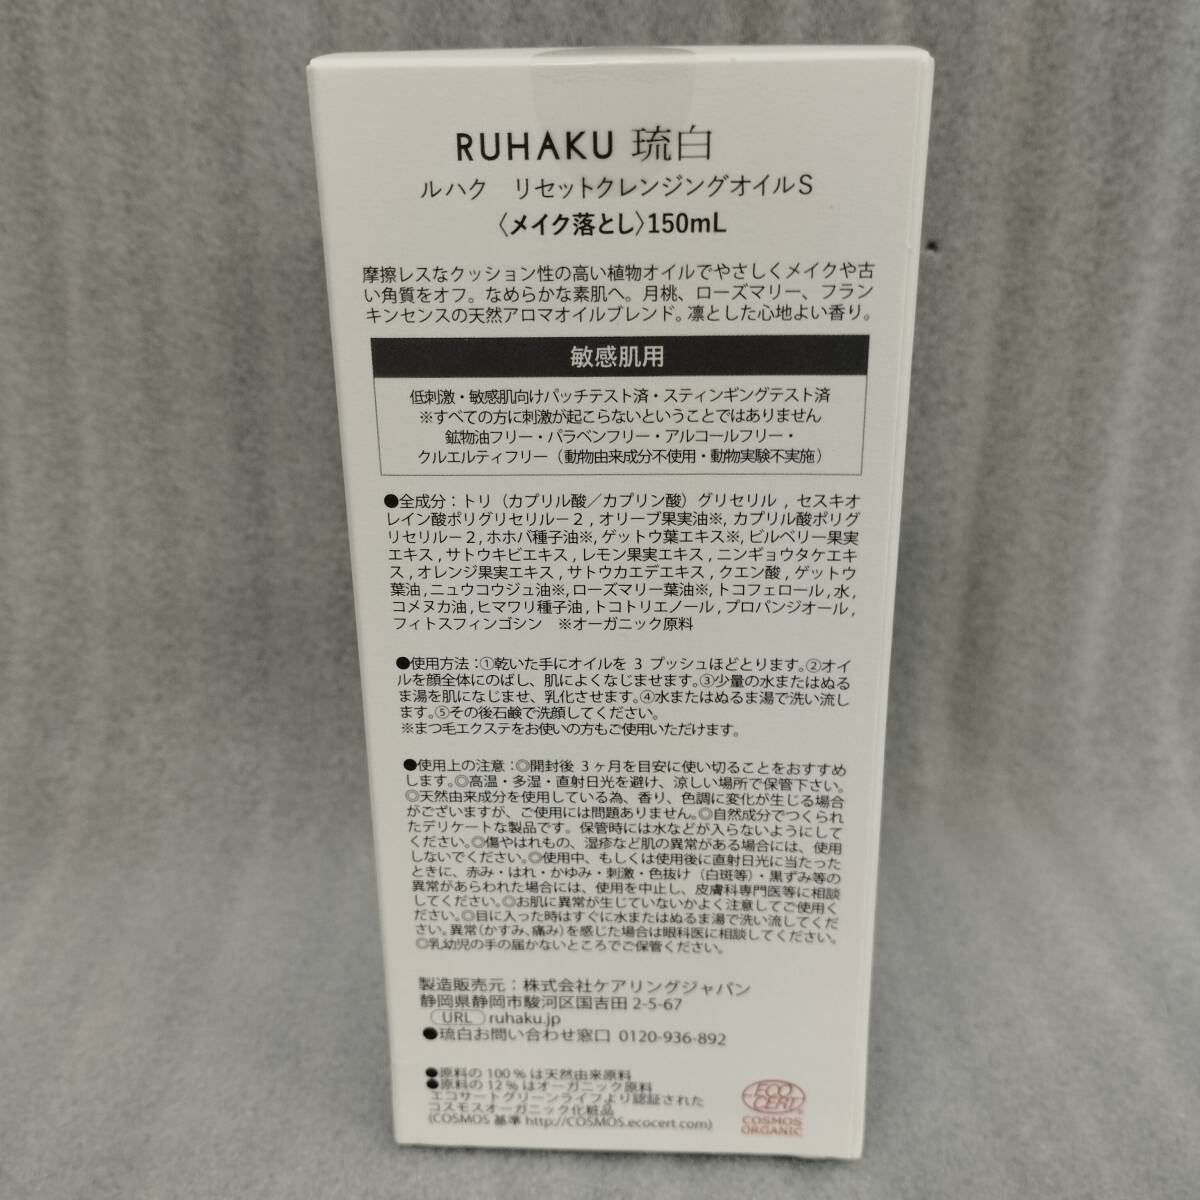 RUHAKU 琉白
ルハク　リセットクレンジングオイルS
〈メイク落とし〉150mL
摩擦レスなクッション性の高い植物オイルでやさしくメイクや古
い角質をオフ。なめらかな素肌へ。月桃、ローズマリー、フラン
キンセンスの天然アロマオイルブレンド。凛とした心地よい香り。
敏感肌用
低刺激・敏感肌向けパッチテスト済・スティンギングテスト済
※すべての方に刺激が起こらないということではありません
鉱物油フリー・パラベンフリー・アルコールフリー・
クルエルティフリー（動物由来成分不使用・動物実験不実施）
●全成分：トリ（カプリル酸／カプリン酸）グリセリル , セスキオ
レイン酸ポリグリセリル－２, オリーブ果実油※, カプリル酸ポリグ
リセリル－2, ホホバ種子油※, ゲットウ葉エキス※, ビルベリー果実
エキス, サトウキビエキス, レモン果実エキス, ニンギョウタケエキ
ス, オレンジ果実エキス, サトウカエデエキス, クエン酸, ゲットウ
葉油, ニュウコウジュ油※, ローズマリー葉油※, トコフェロール, 水,
コメヌカ油, ヒマワリ種子油, トコトリエノール, プロパンジオール,
フィトスフィンゴシン　※オーガニック原料
●使用方法：①乾いた手にオイルを 3 プッシュほどとります。②オイ
ルを顔全体にのばし、肌によくなじませます。③少量の水またはぬる
ま湯を肌になじませ、乳化させます。④水またはぬるま湯で洗い流し
ます。⑤その後石鹸で洗顔してください。
※まつ毛エクステをお使いの方もご使用いただけます。
●使用上の注意：◎開封後 3ヶ月を目安に使い切ることをおすすめ
します。◎高温・多湿・直射日光を避け、涼しい場所で保管下さい。
◎天然由来成分を使用している為、香り、色調に変化が生じる場合
がございますが、ご使用には問題ありません。◎自然成分でつくられ
たデリケートな製品です。保管時には水などが入らないようにして
ください。◎傷やはれもの、湿疹など肌の異常がある場合には、使用
しないでください。◎使用中、もしくは使用後に直射日光に当たった
ときに、赤み・はれ・かゆみ・刺激・色抜け（白斑等）・黒ずみ等の
異常があらわれた場合には、使用を中止し、皮膚科専門医等に相談
してください。◎お肌に異常が生じていないかよく注意してご使用く
ださい。◎目に入った時はすぐに水またはぬるま湯で洗い流してくだ
さい。異常（かすみ、痛み）を感じた場合は眼科医に相談してください。
◎乳幼児の手の届かないところでご保管ください。
製造販売元：株式会社ケアリングジャパン
静岡県静岡市駿河区国吉田 2-5-67
URL ruhaku.jp
●琉白お問い合わせ窓口 0120-936-892
●原料の 100％は天然由来原料
●原料の 12％はオーガニック原料
エコサートグリーンライフより認証された
コスモスオーガニック化粧品
(COSMOS 基準 http://COSMOS.ecocert.com)
ECO
CERT
COSMOS
ORGANIC